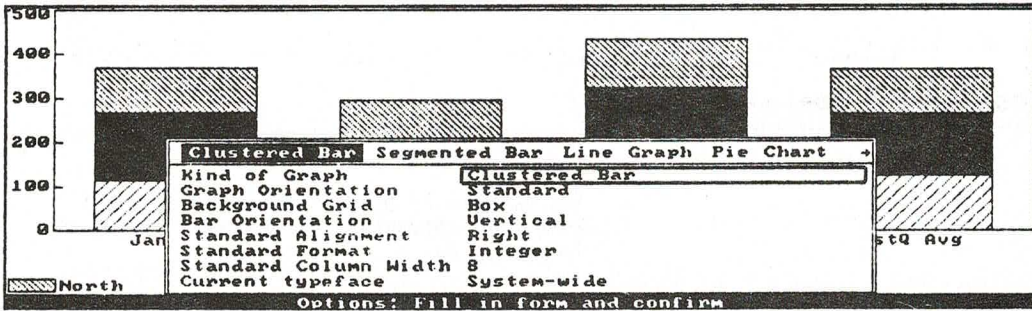 500
400
300
200
100
0
Jan
stQ Avg
Clustered Bar Segmented Bar Line Graph Pie Chart →
Kind of Graph Clustered Bar
Graph Orientation Standard
Background Grid Box
Bar Orientation Vertical
Standard Alignment Right
Standard Format Integer
Standard Column Width 8
Current typeface System-wide
North
Options: Fill in form and confirm